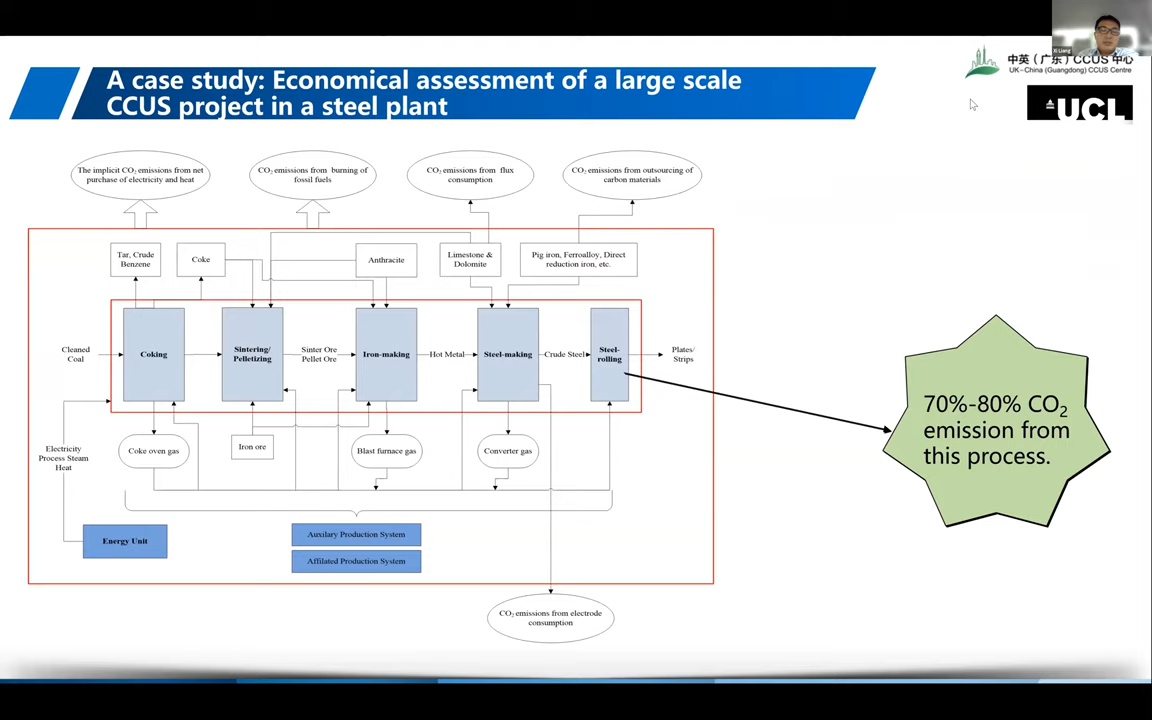 Xi Liang
中英（广东）CCUS 中心
UK-China (Guangdong) CCUS Centre
UCL
A case study: Economical assessment of a large scale
CCUS project in a steel plant
The implicit CO₂ emissions from net
purchase of electricity and heat
CO₂ emissions from burning of
fossil fuels
CO₂ emissions from flux
consumption
CO₂ emissions from outsourcing of
carbon materials
Tar, Crude
Benzene
Coke
Anthracite
Limestone &
Dolomite
Pig iron, Ferroalloy, Direct
reduction iron, etc.
Cleaned
Coal
Coking
Sintering/
Pelletizing
Sinter Ore
Pellet Ore
Iron-making
Hot Metal
Steel-making
Crude Steel
Steel-
rolling
Plates/
Strips
70%-80% CO₂
emission from
this process.
Electricity
Process Steam
Heat
Coke oven gas
Iron ore
Blast furnace gas
Converter gas
Energy Unit
Auxilary Production System
Affilated Production System
CO₂ emissions from electrode
consumption